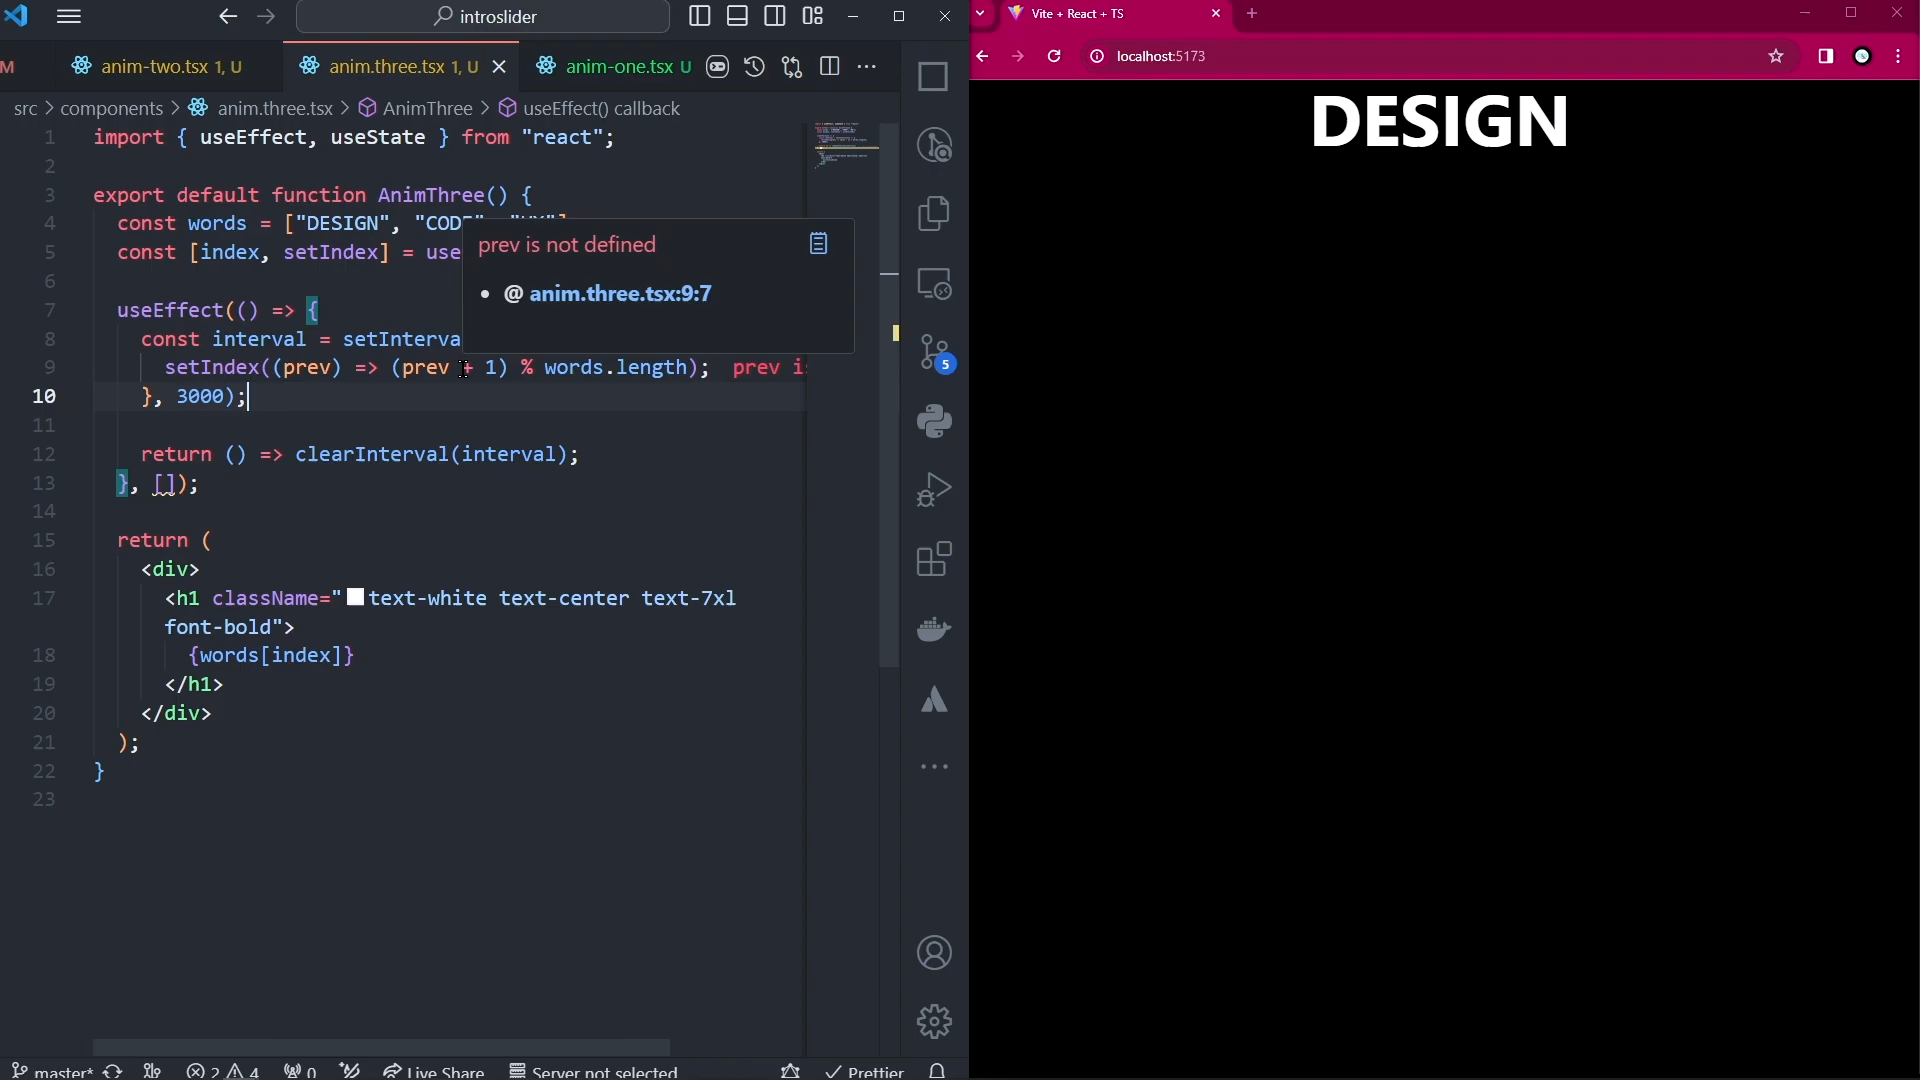 introslider
M
anim-two.tsx 1, U
anim.three.tsx 1, U
anim-one.tsx U
src > components > anim.three.tsx > AnimThree > useEffect() callback
1 import { useEffect, useState } from "react";
2
3 export default function AnimThree() {
4 const words = ["DESIGN", "CODE",
5 const [index, setIndex] = use
6
7 useEffect(() => {
8 const interval = setInterva
9 setIndex((prev) => (prev + 1) % words.length); prev i
10 }, 3000);
11
12 return () => clearInterval(interval);
13 }, []);
14
15 return (
16 <div>
17 <h1 className="text-white text-center text-7xl
font-bold">
18 {words[index]}
19 </h1>
20 </div>
21 );
22 }
23
prev is not defined
• @ anim.three.tsx:9:7
5
master* 2 4 0 Live Share Server not selected Prettier
Vite + React + TS
localhost:5173
DESIGN